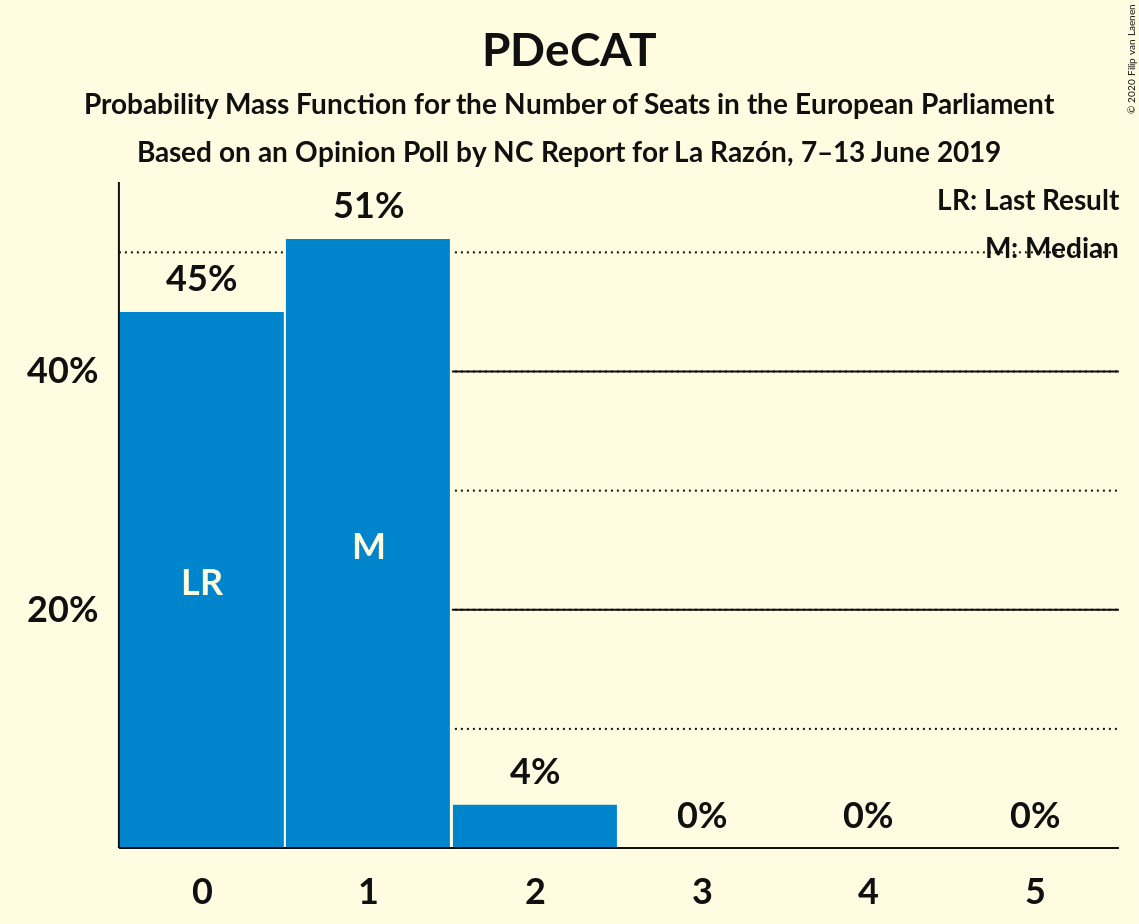 PDeCAT
Probability Mass Function for the Number of Seats in the European Parliament
Based on an Opinion Poll by NC Report for La Razón, 7–13 June 2019
© 2020 Filip van Laenen
LR: Last Result
M: Median
51%
45%
40%
20%
LR
M
4%
0%
0%
0%
0
1
2
3
4
5